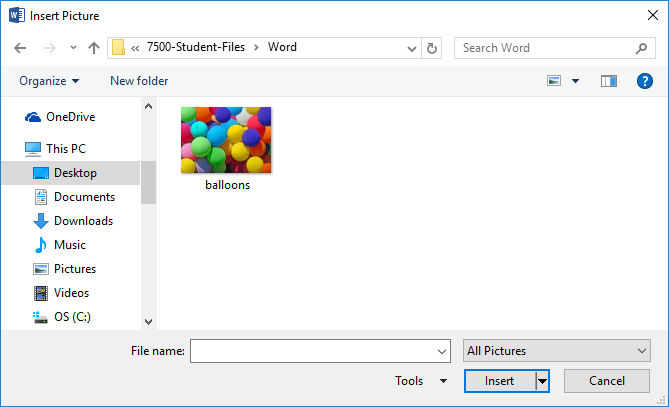 Insert Picture
« 7500-Student-Files › Word
Search Word
Organize
New folder
?
OneDrive
This PC
Desktop
Documents
Downloads
Music
Pictures
Videos
OS (C:)
balloons
File name:
All Pictures
Tools
Insert
Cancel